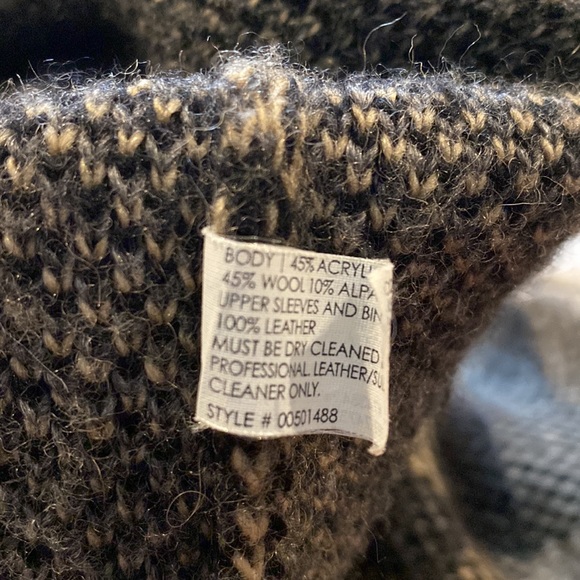 BODY | 45% ACRYLI
45% WOOL 10% ALPA
UPPER SLEEVES AND BIN
100% LEATHER
MUST BE DRY CLEANED
PROFESSIONAL LEATHER/SU
CLEANER ONLY.
STYLE # 00501488